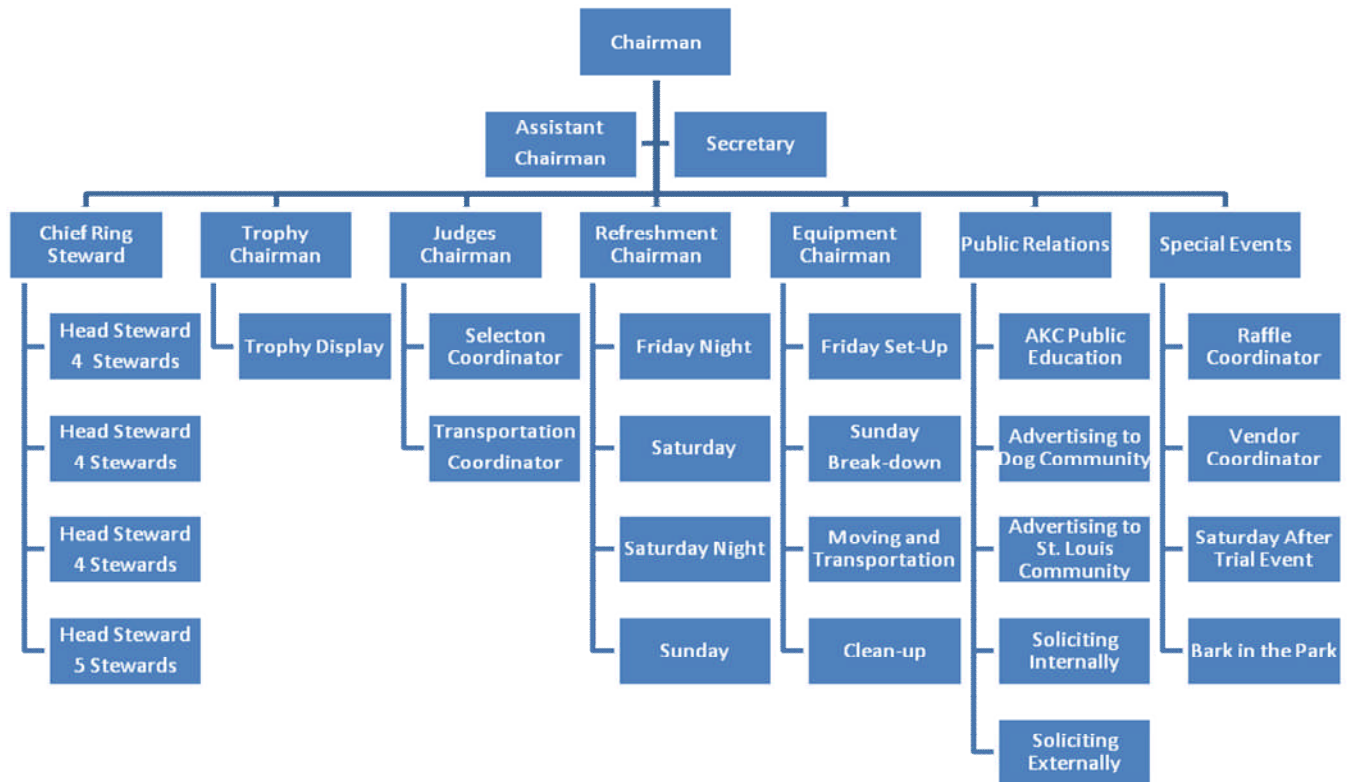 Chairman
Assistant
Chairman
Secretary
Chief Ring
Steward
Trophy
Chairman
Judges
Chairman
Refreshment
Chairman
Equipment
Chairman
Public Relations
Special Events
Head Steward
4 Stewards
Head Steward
4 Stewards
Head Steward
4 Stewards
Head Steward
5 Stewards
Trophy Display
Selecton
Coordinator
Transportation
Coordinator
Friday Night
Saturday
Saturday Night
Sunday
Friday Set-Up
Sunday
Break-down
Moving and
Transportation
Clean-up
AKC Public
Education
Advertising to
Dog Community
Advertising to
St. Louis
Community
Soliciting
Internally
Soliciting
Externally
Raffle
Coordinator
Vendor
Coordinator
Saturday After
Trial Event
Bark in the Park